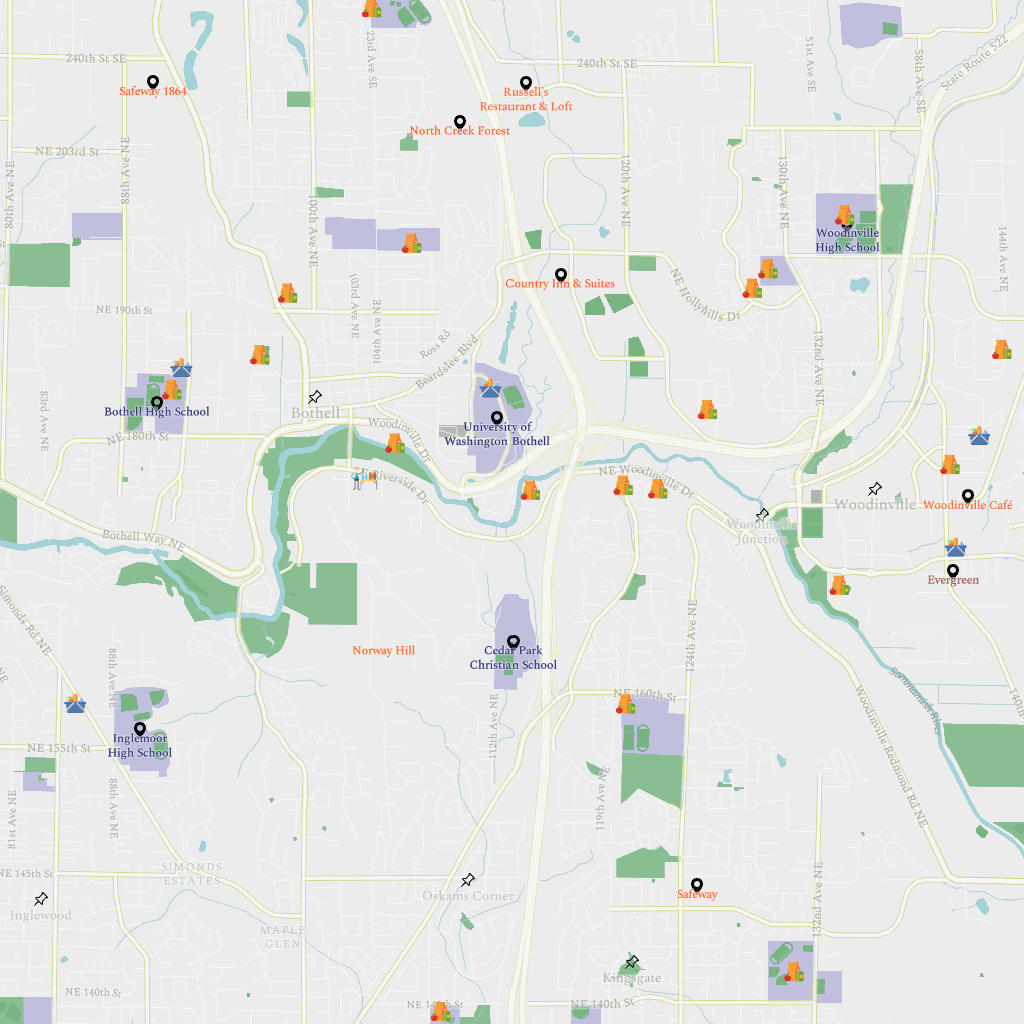 240th St SE
23rd Ave SE
240th St SE
51st Ave SE
58th Ave SE
State Route 522
Safeway 1864
Russell's
Restaurant & Loft
North Creek Forest
NE 203rd St
88th Ave NE
80th Ave NE
100th Ave NE
120th Ave NE
130th Ave NE
144th Ave NE
Woodinville
High School
Country Inn & Suites
NE Hollyhills Dr
NE 190th St
103rd Ave NE
104th Ave NE
Ross Rd
Beardslee Blvd
132nd Ave NE
83rd Ave NE
Bothell High School
Bothell
Woodinville Dr
University of
Washington Bothell
NE 180th St
E Riverside Dr
NE Woodinville Dr
Woodinville
Woodinville Café
Woodinville
Junction
Bothell Way NE
Evergreen
Simonds Rd NE
88th Ave NE
124th Ave NE
Norway Hill
Cedar Park
Christian School
Sammamish River
140th
NE 160th St
112th Ave NE
Inglemoor
High School
NE 155th St
Woodinville Redmond Rd NE
81st Ave NE
88th Ave NE
119th Ave NE
SIMONDS
ESTATES
NE 145th St
Oskams Corner
Safeway
132nd Ave NE
Inglewood
MAPLE
GLEN
Kingsgate
NE 140th St
NE 140th St